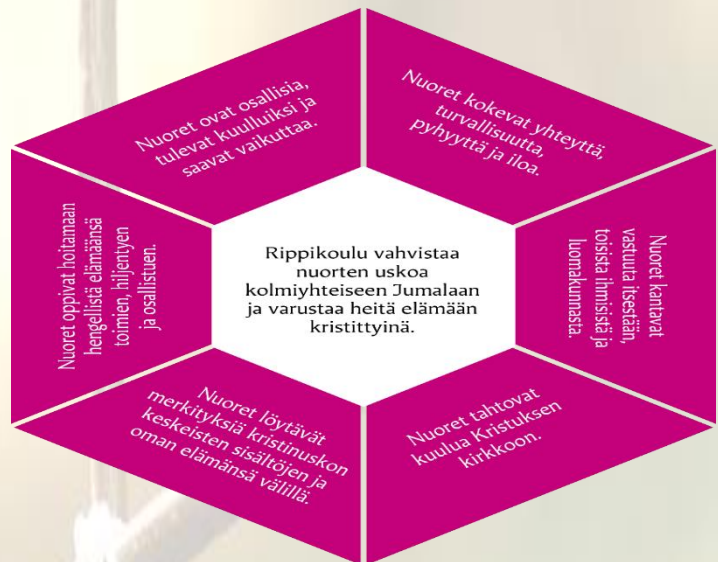 Nuoret ovat osallisia,
tulevat kuulluiksi ja
saavat vaikuttaa.
Nuoret kokevat yhteyttä,
turvallisuutta,
pyhyyttä ja iloa.
Nuoret oppivat hoitamaan
hengellistä elämäänsä
toimien, hiljentyen
ja osallistuen.
Rippikoulu vahvistaa
nuorten uskoa
kolmiyhteiseen Jumalaan
ja varustaa heitä elämään
kristittyinä.
Nuoret kantavat
vastuuta itsestään,
toisista ihmisistä ja
luomakunnasta.
Nuoret löytävät
merkityksiä kristinuskon
keskeisten sisältöjen ja
oman elämänsä välillä.
Nuoret tahtovat
kuulua Kristuksen
kirkkoon.